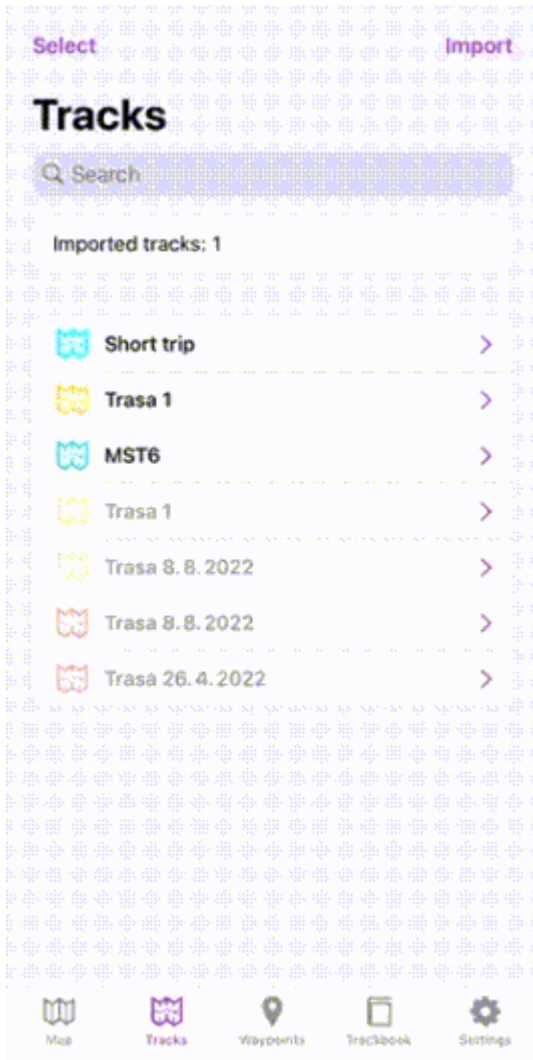 Select Import
Tracks
Search
Imported tracks: 1
Short trip
Trasa 1
MST6
Trasa 1
Trasa 8. 8. 2022
Trasa 8. 8. 2022
Trasa 26. 4. 2022
Map Tracks Waypoints Trackbook Settings